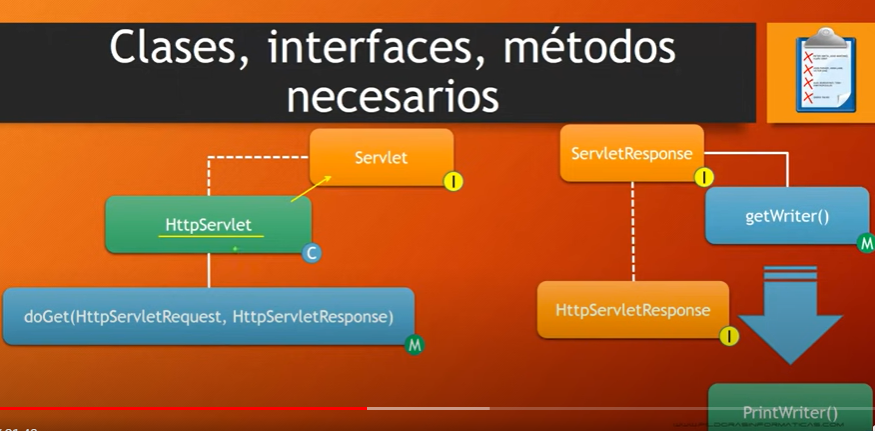 Clases, interfaces, métodos
necesarios
Servlet
I
ServletResponse
I
HttpServlet
C
getWriter()
M
doGet(HttpServletRequest, HttpServletResponse)
M
HttpServletResponse
I
PrintWriter()